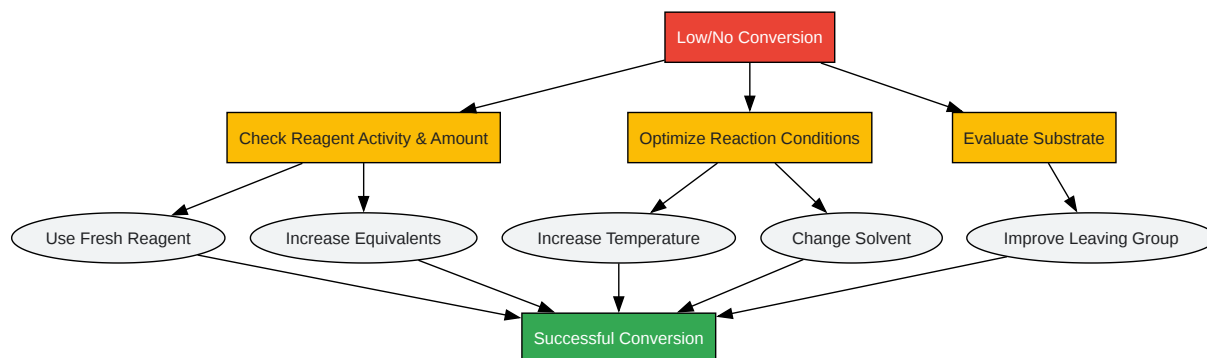 Low/No Conversion
Check Reagent Activity & Amount
Optimize Reaction Conditions
Evaluate Substrate
Use Fresh Reagent
Increase Equivalents
Increase Temperature
Change Solvent
Improve Leaving Group
Successful Conversion